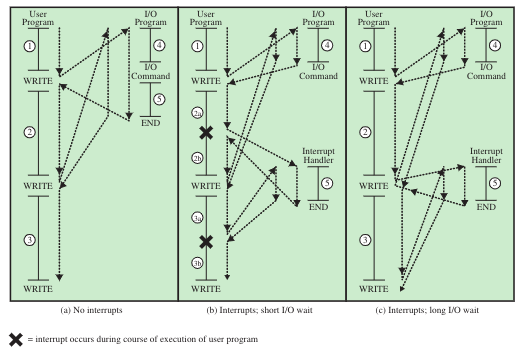 User
Program
I/O
Program
1
4
WRITE
I/O
Command
5
2
END
WRITE
3
WRITE
(a) No interrupts
User
Program
I/O
Program
1
4
WRITE
I/O
Command
2a
2b
Interrupt
Handler
5
WRITE
END
3a
3b
WRITE
(b) Interrupts; short I/O wait
User
Program
I/O
Program
1
4
WRITE
I/O
Command
2
Interrupt
Handler
5
WRITE
END
3
WRITE
(c) Interrupts; long I/O wait
= interrupt occurs during course of execution of user program